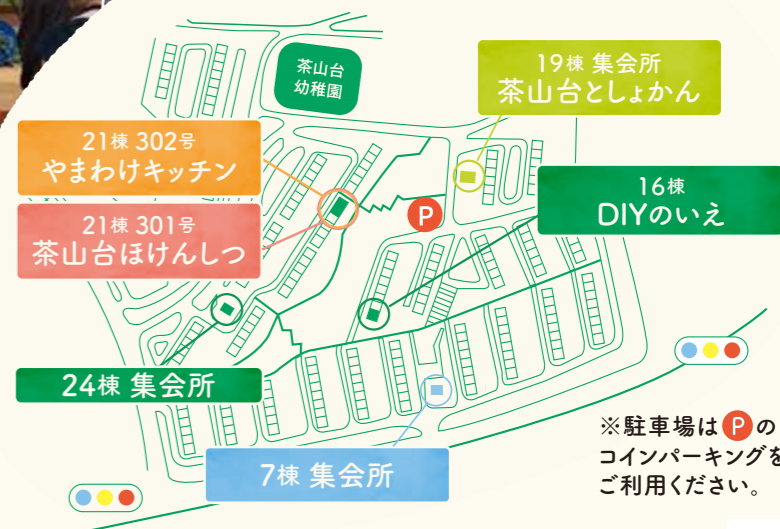 茶山台
幼稚園
19棟 集会所
茶山台としょかん
21棟 302号
やまわけキッチン
16棟
DIYのいえ
P
21棟 301号
茶山台ほけんしつ
24棟 集会所
7棟 集会所
※駐車場は P の
コインパーキングを
ご利用ください。